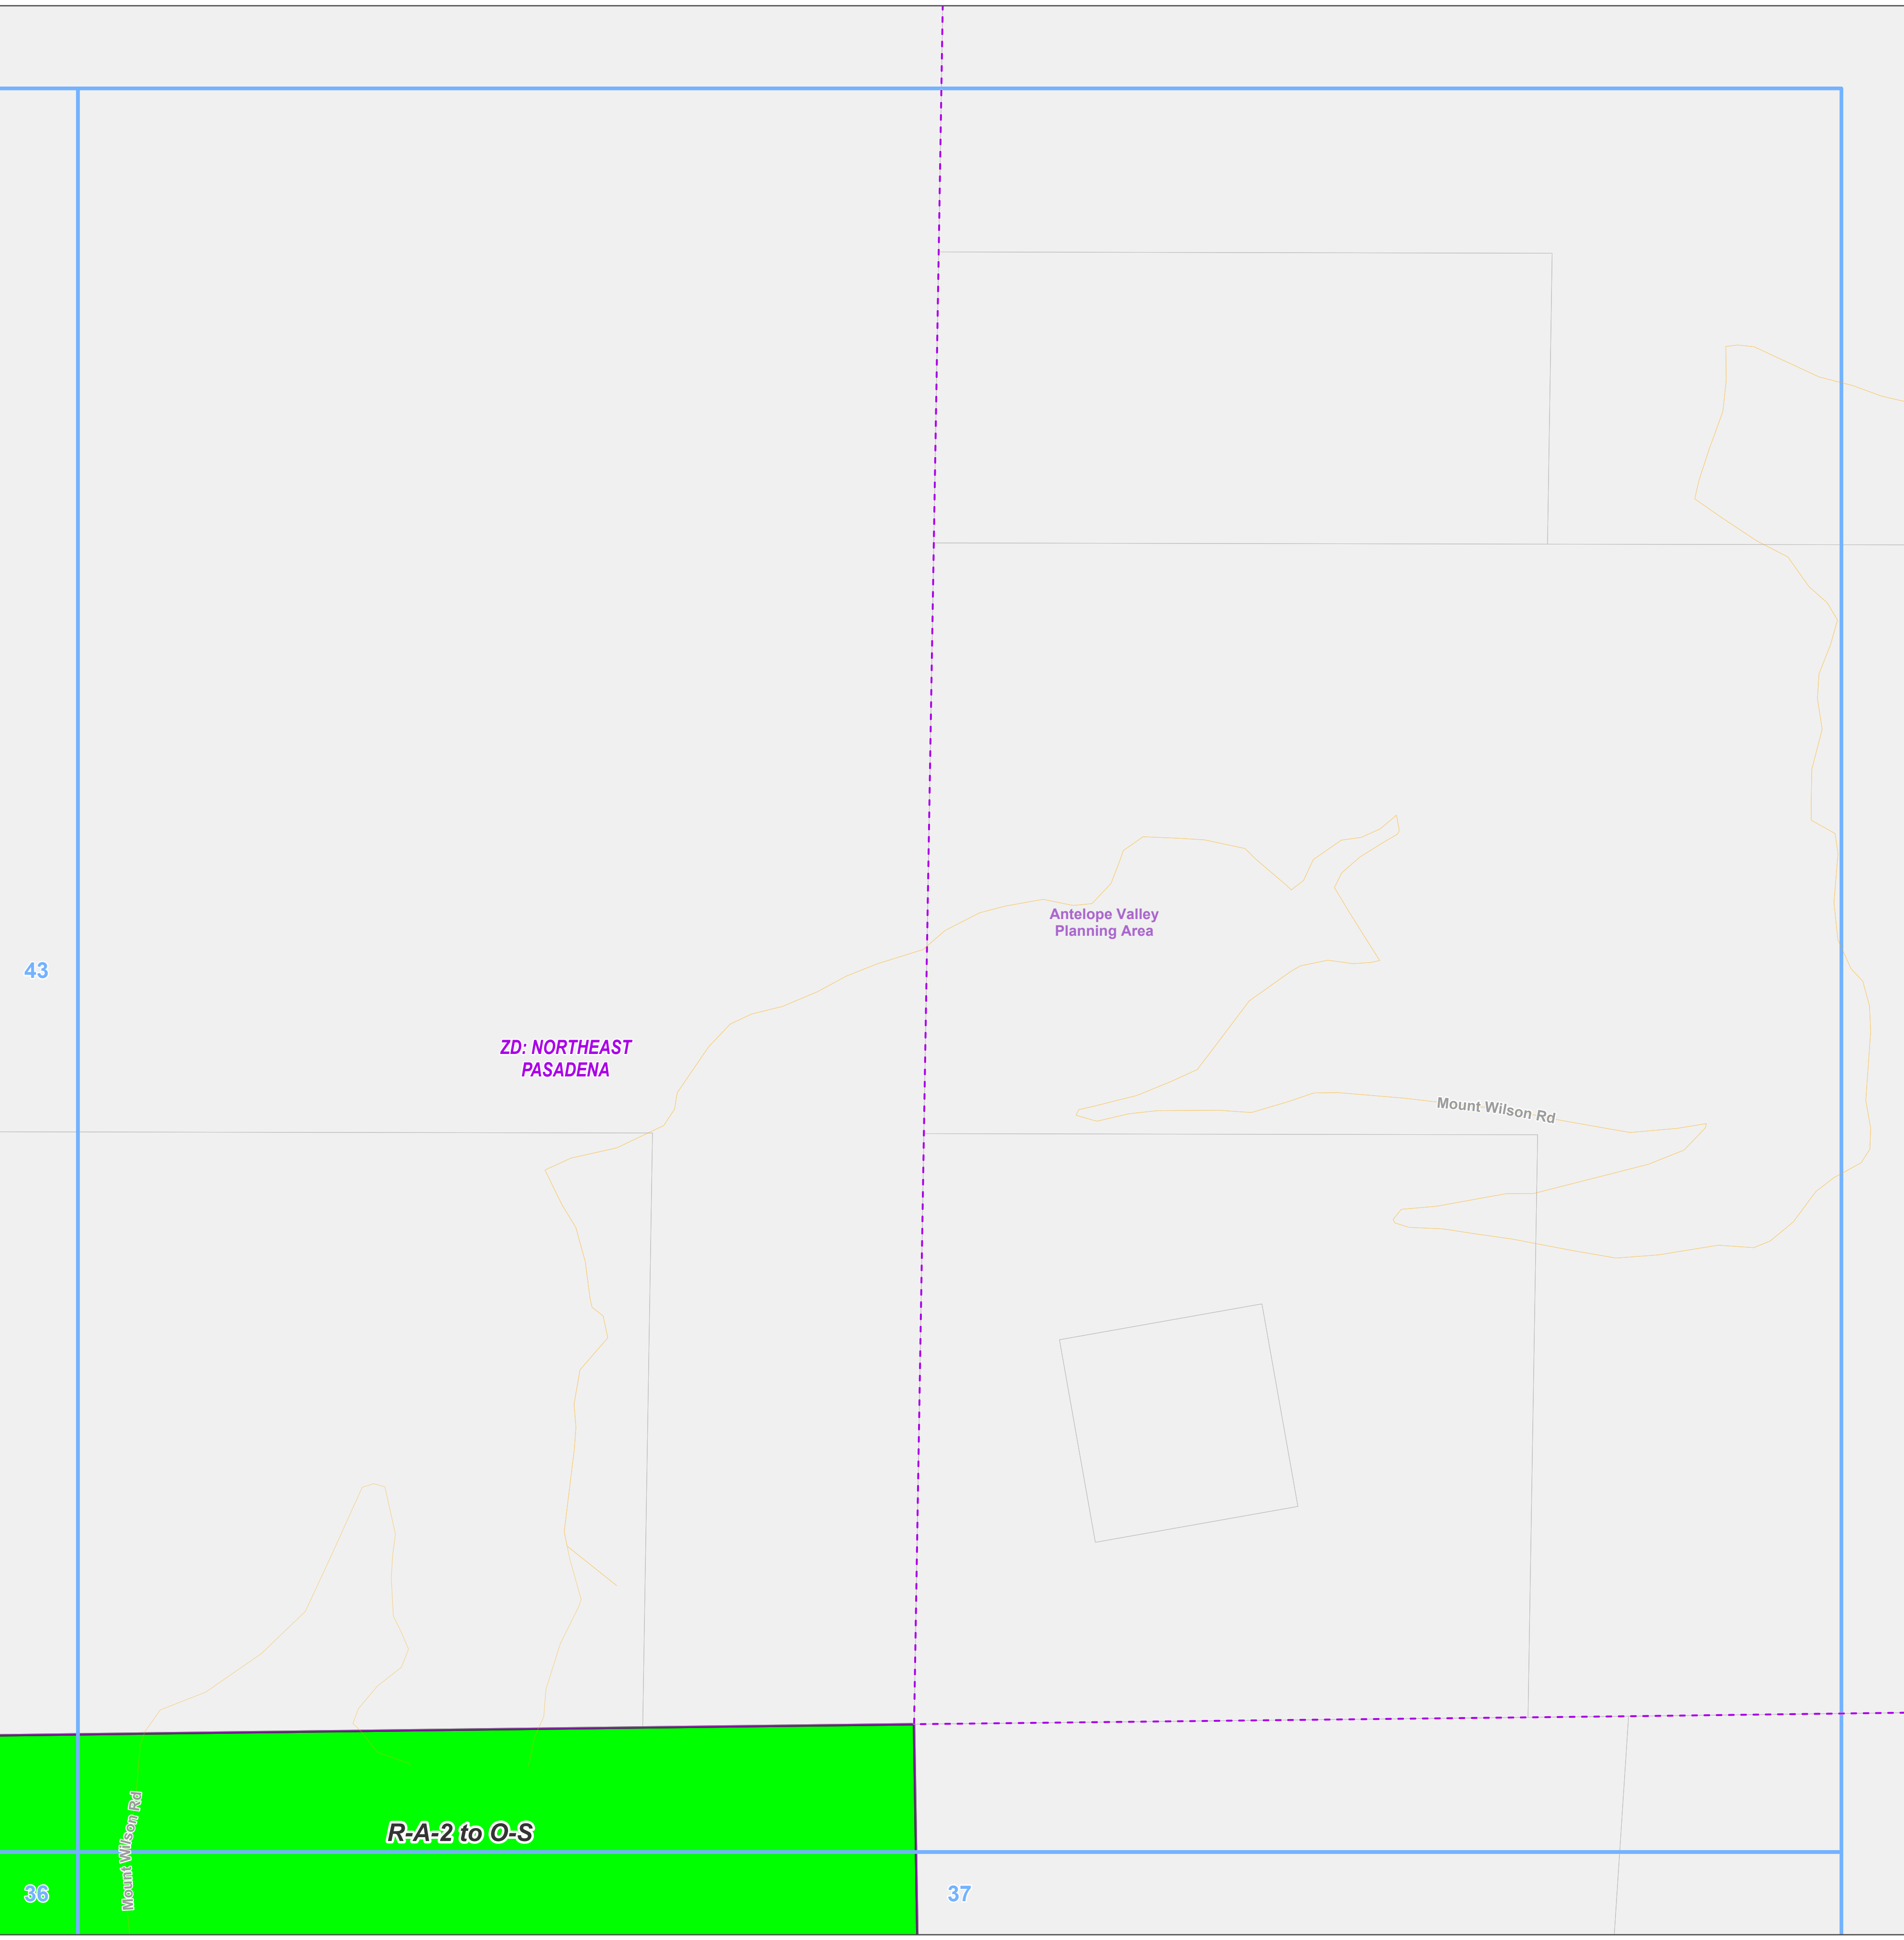 Antelope Valley
Planning Area
43
ZD: NORTHEAST
PASADENA
Mount Wilson Rd
Mount Wilson Rd
R-A-2 to O-S
36
37